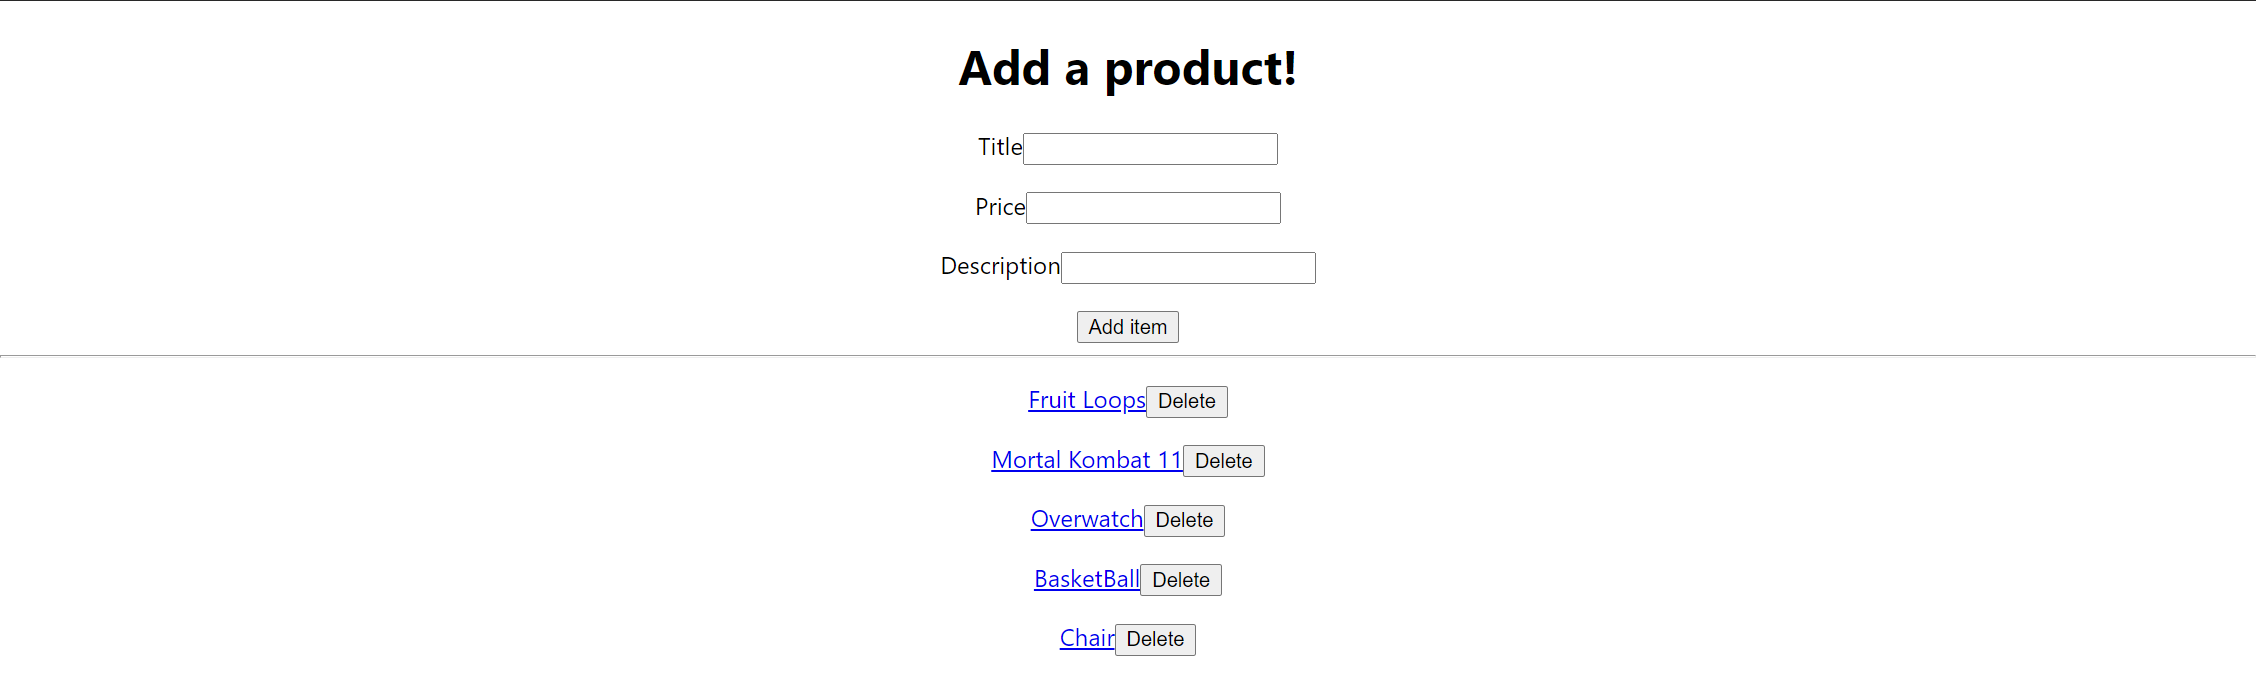 Add a product!
Title
Price
Description
Add item
Fruit Loops Delete
Mortal Kombat 11 Delete
Overwatch Delete
BasketBall Delete
Chair Delete